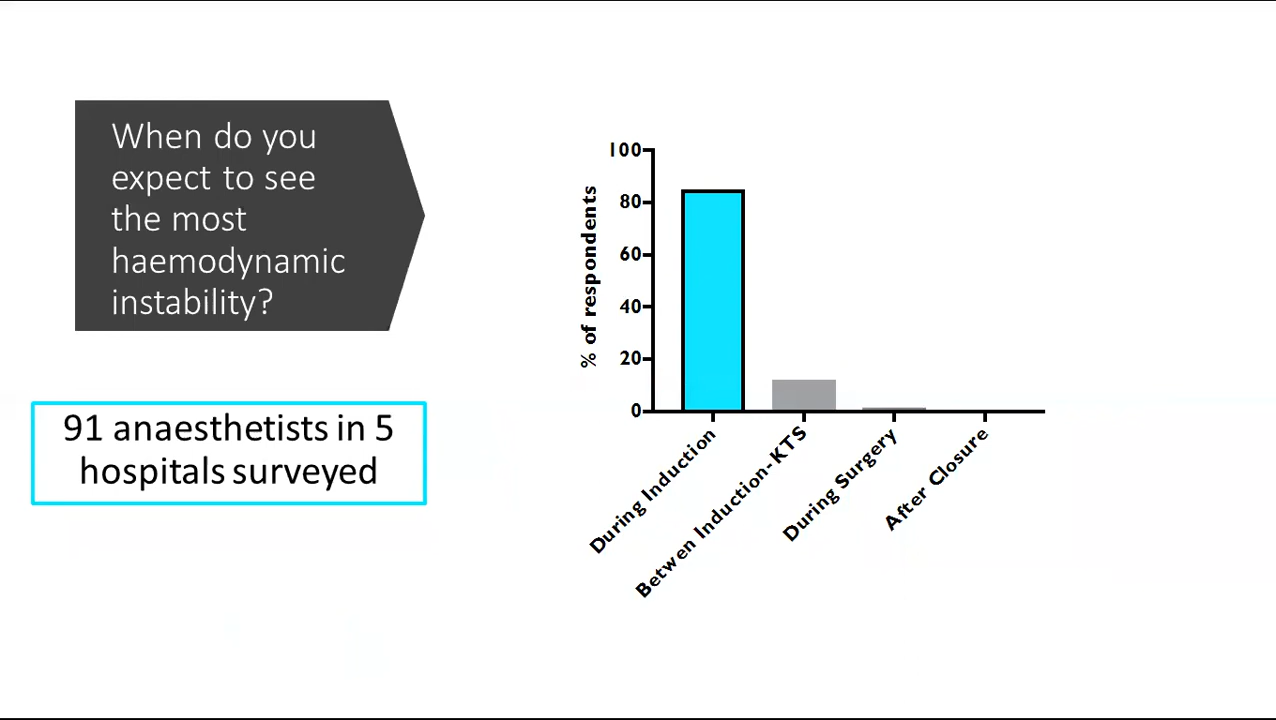 When do you
expect to see
the most
haemodynamic
instability?
91 anaesthetists in 5
hospitals surveyed
% of respondents
100
80
60
40
20
0
During Induction
Betwen Induction-KTS
During Surgery
After Closure